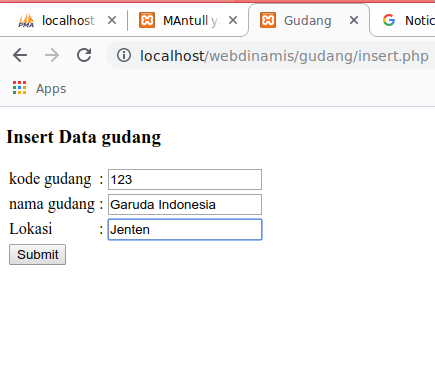 localhost
MAntull y
Gudang
Notic
localhost/webdinamis/gudang/insert.php
Apps
Insert Data gudang
kode gudang : 123
nama gudang : Garuda Indonesia
Lokasi : Jenten
Submit